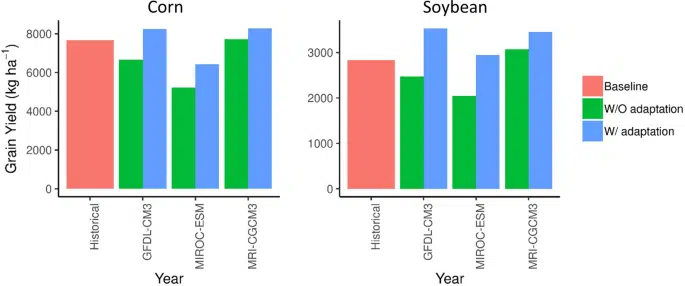 Corn
Soybean
Grain Yield (kg ha⁻¹)
8000
6000
4000
2000
0
Historical
GFDL-CM3
MIROC-ESM
MRI-CGCM3
Year
3000
2000
1000
0
Historical
GFDL-CM3
MIROC-ESM
MRI-CGCM3
Year
Baseline
W/O adaptation
W/ adaptation